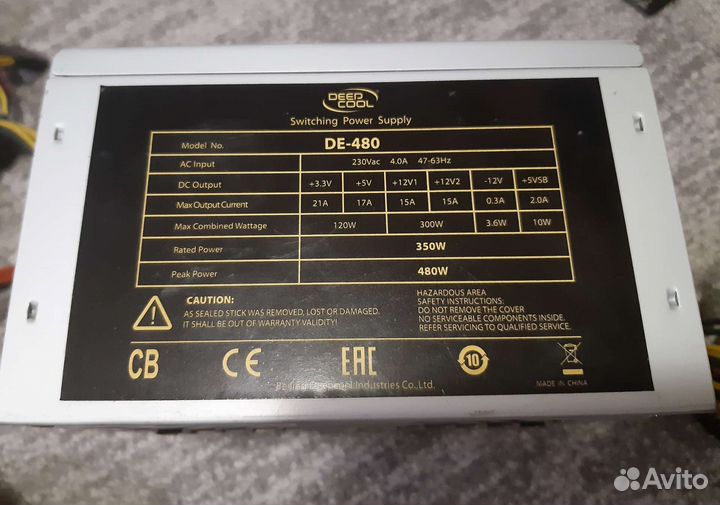 DEEP
COOL
Switching Power Supply
Model No. DE-480
AC Input 230Vac 4.0A 47-63Hz
DC Output +3.3V +5V +12V1 +12V2 -12V +5VSB
Max Output Current 21A 17A 15A 15A 0.3A 2.0A
Max Combined Wattage 120W 300W 3.6W 10W
Rated Power 350W
Peak Power 480W
CAUTION:
AS SEALED STICK WAS REMOVED, LOST OR DAMAGED.
IT SHALL BE OUT OF WARRANTY VALIDITY!
HAZARDOUS AREA
SAFETY INSTRUCTIONS:
DO NOT REMOVE THE COVER
NO SERVICEABLE COMPONENTS INSIDE.
REFER SERVICING TO QUALIFIED SERVICE.
CB CE EAC 10
Industries Co.,Ltd.
MADE IN CHINA
Avito